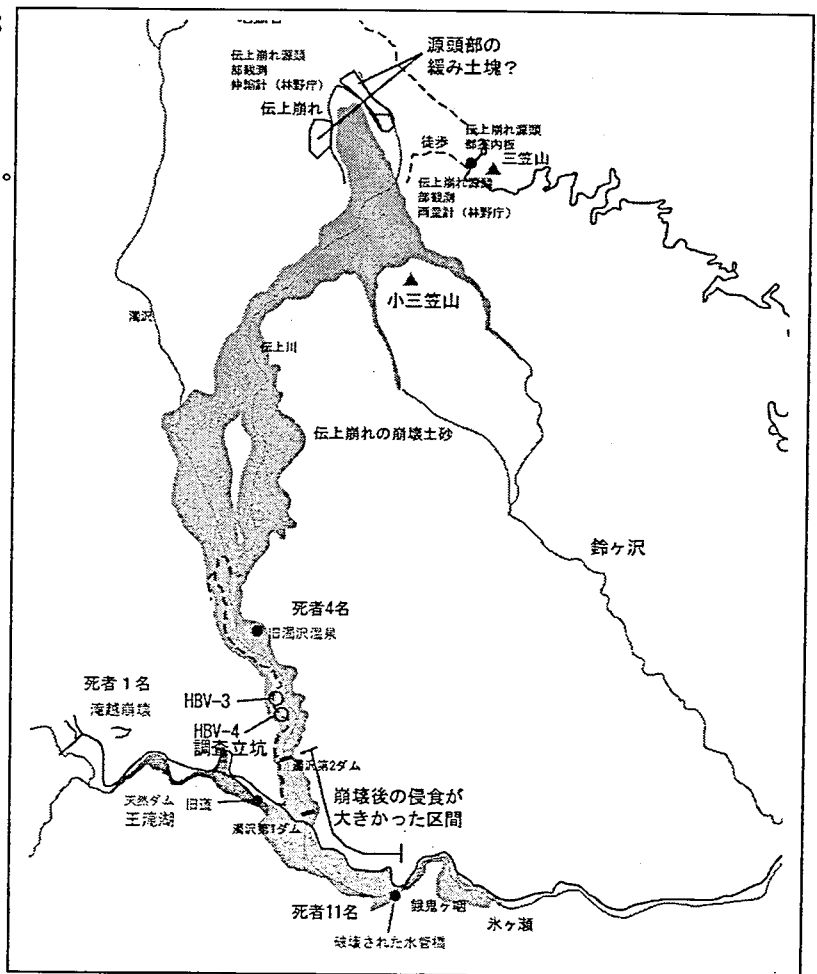 源頭部の
緩み土塊?
伝上崩れ源頭
部観測
伸縮計（林野庁）
伝上崩れ
徒歩
伝上崩れ源頭
部案内板
三笠山
伝上崩れ源頭
部観測
雨量計（林野庁）
小三笠山
濁沢
伝上川
伝上崩れの崩壊土砂
鈴ヶ沢
死者4名
旧濁沢温泉
死者1名
滝越崩壊
HBV-3
HBV-4
調査立坑
濁沢第2ダム
崩壊後の侵食が
大きかった区間
天然ダム
王滝湖
旧道
濁沢第1ダム
死者11名
餓鬼ヶ咽
氷ヶ瀬
破壊された水管橋